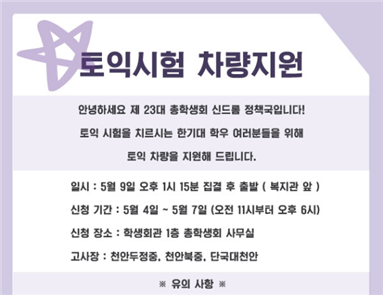 토익시험 차량지원
안녕하세요 제 23대 총학생회 신드롬 정책국입니다!
토익 시험을 치르시는 한기대 학우 여러분들을 위해
토익 차량을 지원해 드립니다.
일시 : 5월 9일 오후 1시 15분 집결 후 출발 ( 복지관 앞 )
신청 기간 : 5월 4일 ~ 5월 7일 (오전 11시부터 오후 6시)
신청 장소 : 학생회관 1층 총학생회 사무실
고사장 : 천안두정중, 천안북중, 단국대천안
※ 유의 사항 ※